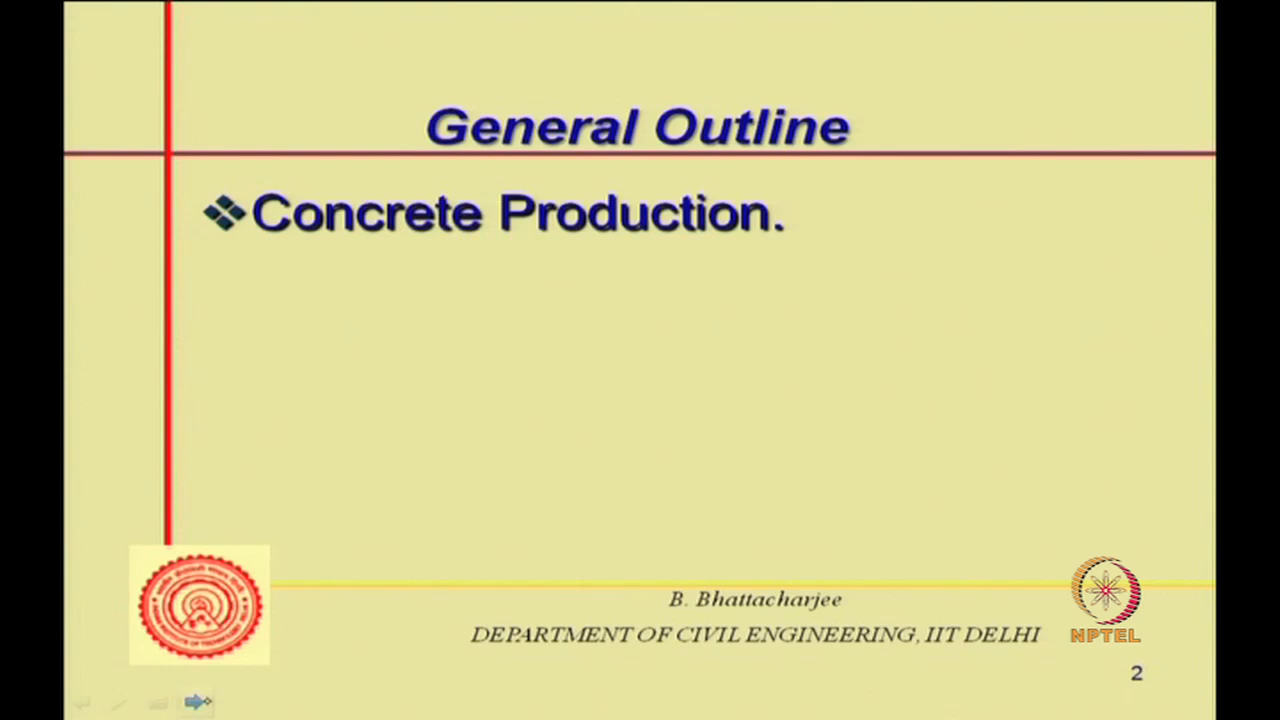 General Outline
Concrete Production.
B. Bhattacharjee
DEPARTMENT OF CIVIL ENGINEERING, IIT DELHI
NPTEL
2